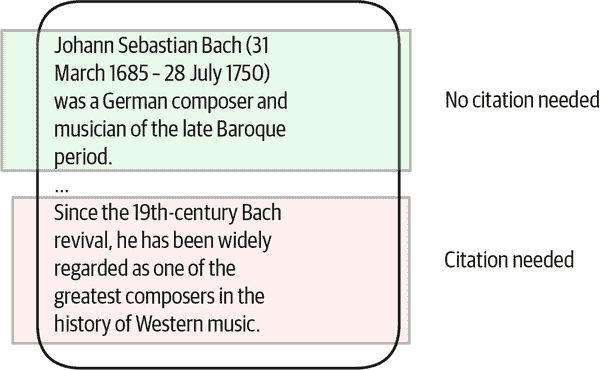 Johann Sebastian Bach (31
March 1685 – 28 July 1750)
was a German composer and
musician of the late Baroque
period.
...
Since the 19th-century Bach
revival, he has been widely
regarded as one of the
greatest composers in the
history of Western music.
No citation needed
Citation needed